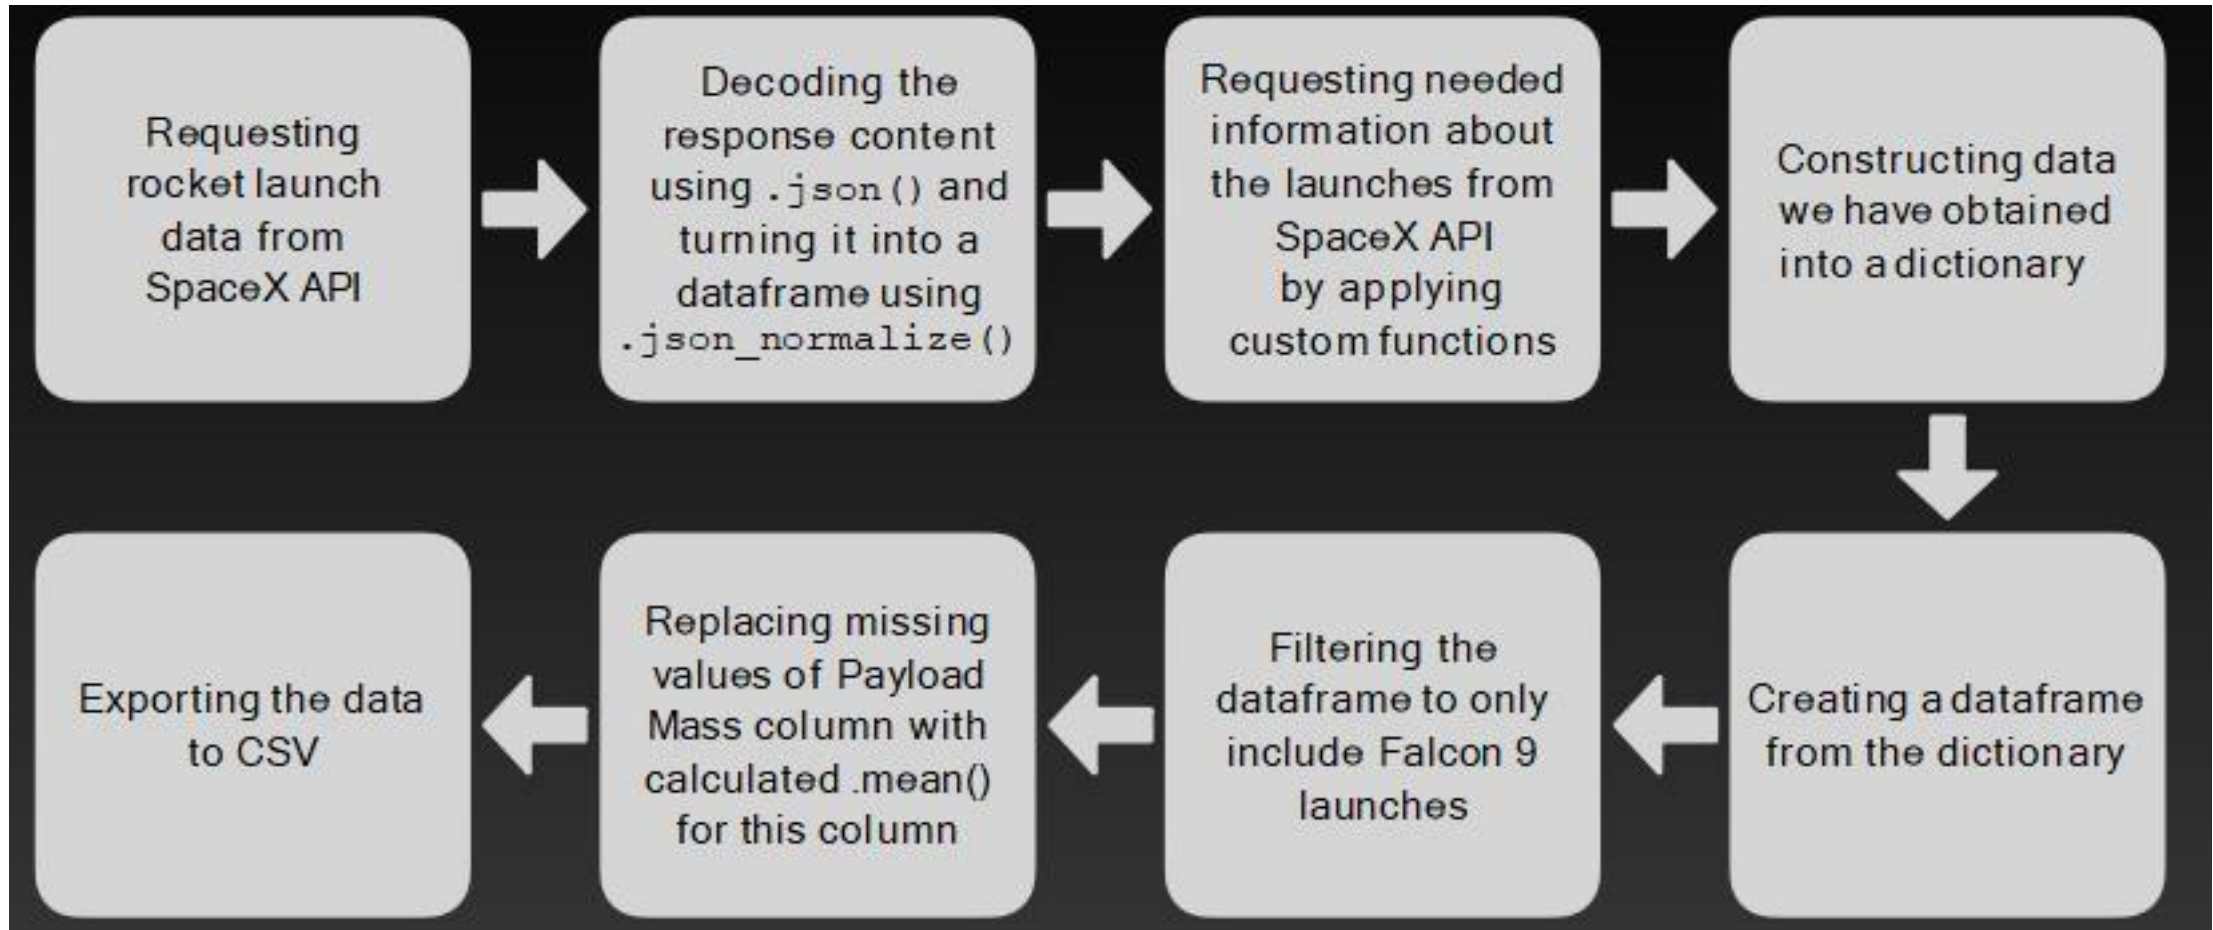 Requesting
rocket launch
data from
SpaceX API
Decoding the
response content
using .json() and
turning it into a
dataframe using
.json_normalize()
Requesting needed
information about
the launches from
SpaceX API
by applying
custom functions
Constructing data
we have obtained
into a dictionary
Creating a dataframe
from the dictionary
Filtering the
dataframe to only
include Falcon 9
launches
Replacing missing
values of Payload
Mass column with
calculated .mean()
for this column
Exporting the data
to CSV